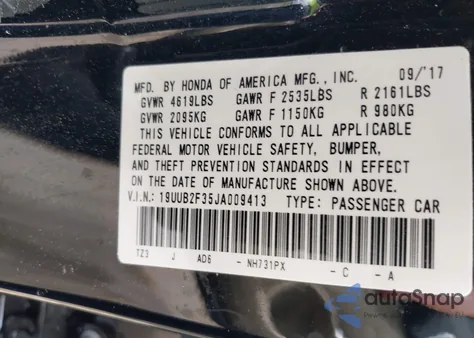 MFD. BY HONDA OF AMERICA MFG., INC. 09/'17
GVWR 4619LBS GAWR F 2535LBS R 2161LBS
GVWR 2095KG GAWR F 1150KG R 980KG
THIS VEHICLE CONFORMS TO ALL APPLICABLE
FEDERAL MOTOR VEHICLE SAFETY, BUMPER,
AND THEFT PREVENTION STANDARDS IN EFFECT
ON THE DATE OF MANUFACTURE SHOWN ABOVE.
V.I.N.: 19UUB2F35JA009413 TYPE: PASSENGER CAR
TZ3 J AD6 - NH731PX - C - A
autoSnap